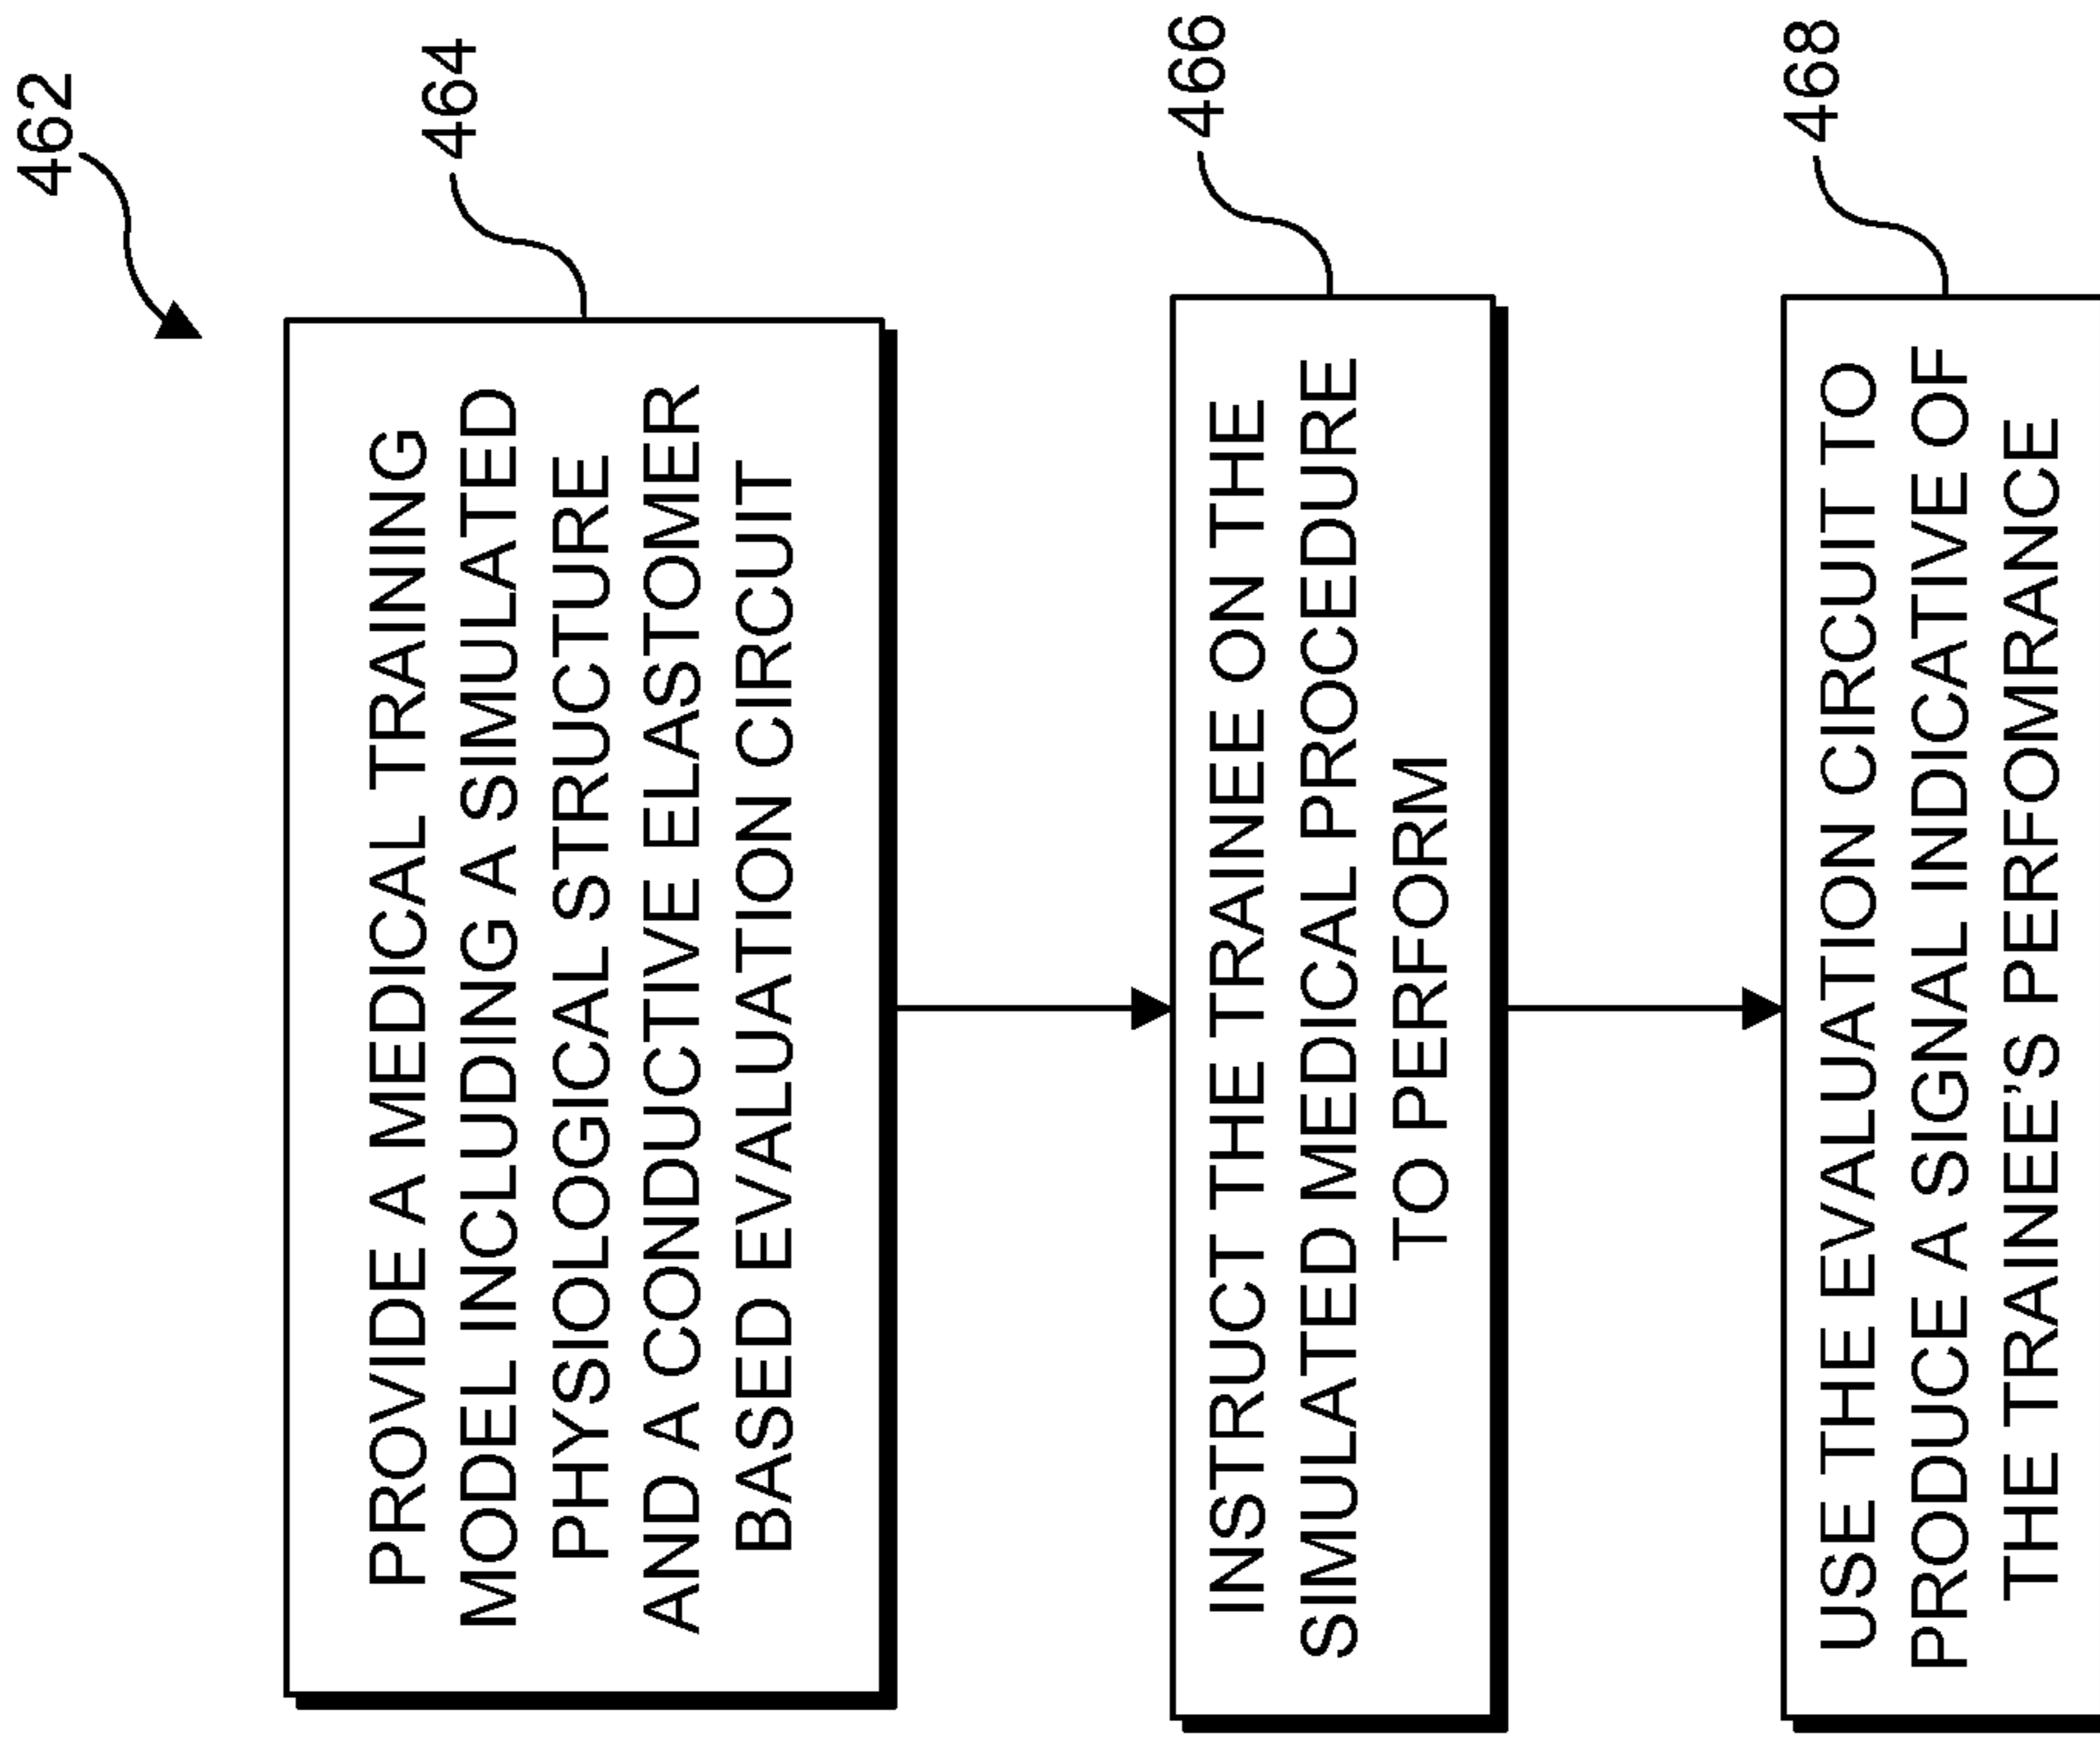 462
464
PROVIDE A MEDICAL TRAINING
MODEL INCLUDING A SIMULATED
PHYSIOLOGICAL STRUCTURE
AND A CONDUCTIVE ELASTOMER
BASED EVALUATION CIRCUIT
466
INSTRUCT THE TRAINEE ON THE
SIMULATED MEDICAL PROCEDURE
TO PERFORM
468
USE THE EVALUATION CIRCUIT TO
PRODUCE A SIGNAL INDICATIVE OF
THE TRAINEE'S PERFOMRANCE